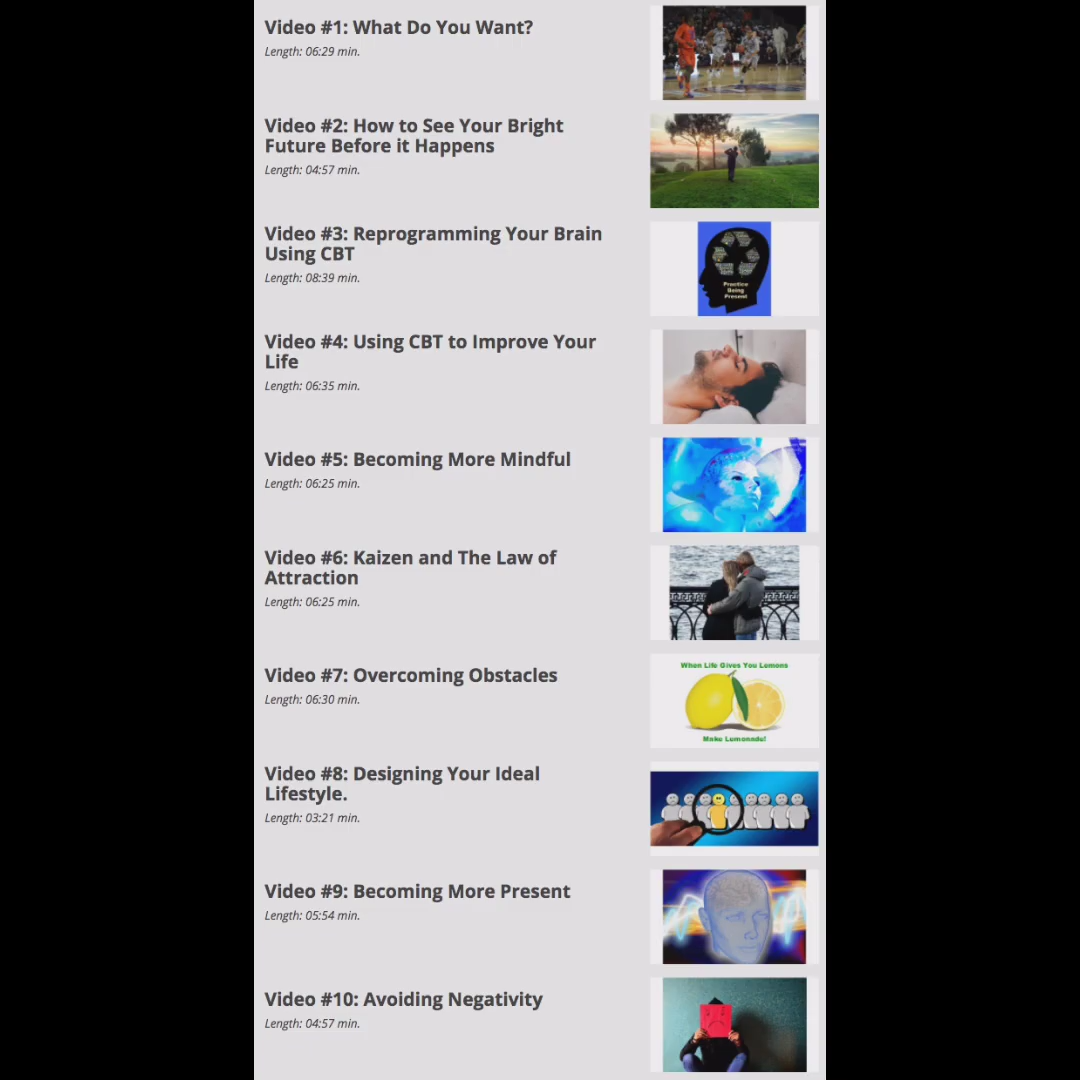 Video #1: What Do You Want?
Length: 06:29 min.
Video #2: How to See Your Bright
Future Before it Happens
Length: 04:57 min.
Video #3: Reprogramming Your Brain
Using CBT
Length: 08:39 min.
Practice
Being
Present
Video #4: Using CBT to Improve Your
Life
Length: 06:35 min.
Video #5: Becoming More Mindful
Length: 06:25 min.
Video #6: Kaizen and The Law of
Attraction
Length: 06:25 min.
Video #7: Overcoming Obstacles
Length: 06:30 min.
When Life Gives You Lemons
Make Lemonade!
Video #8: Designing Your Ideal
Lifestyle.
Length: 03:21 min.
Video #9: Becoming More Present
Length: 05:54 min.
Video #10: Avoiding Negativity
Length: 04:57 min.